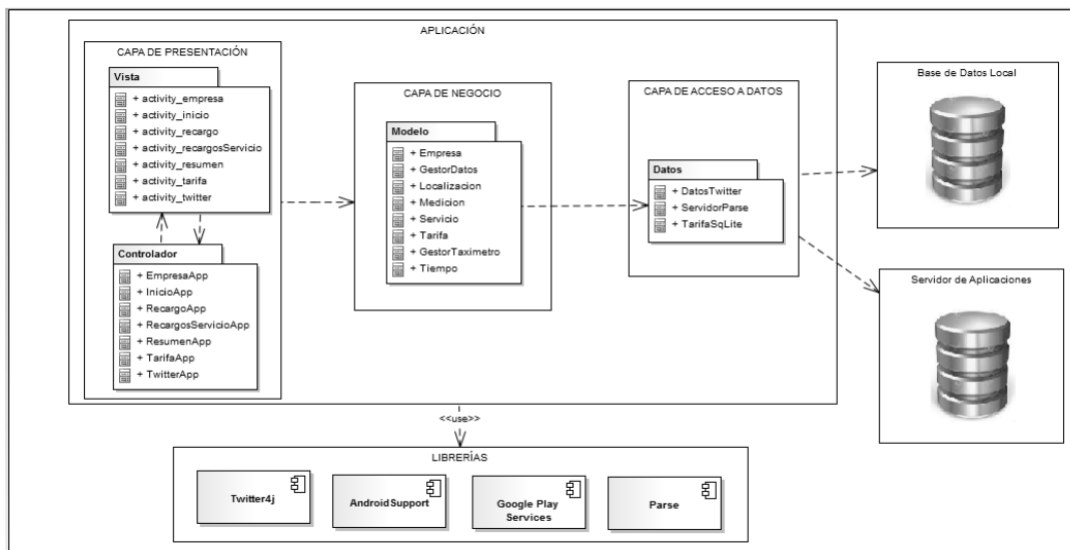 APLICACIÓN
CAPA DE PRESENTACIÓN
Vista
+ activity_empresa
+ activity_inicio
+ activity_recargo
+ activity_recargosServicio
+ activity_resumen
+ activity_tarifa
+ activity_twitter
Controlador
+ EmpresaApp
+ InicioApp
+ RecargoApp
+ RecargosServicioApp
+ ResumenApp
+ TarifaApp
+ TwitterApp
CAPA DE NEGOCIO
Modelo
+ Empresa
+ GestorDatos
+ Localizacion
+ Medicion
+ Servicio
+ Tarifa
+ GestorTaximetro
+ Tiempo
CAPA DE ACCESO A DATOS
Datos
+ DatosTwitter
+ ServidorParse
+ TarifaSqLite
Base de Datos Local
Servidor de Aplicaciones
<<use>>
LIBRERÍAS
Twitter4j
AndroidSupport
Google Play
Services
Parse